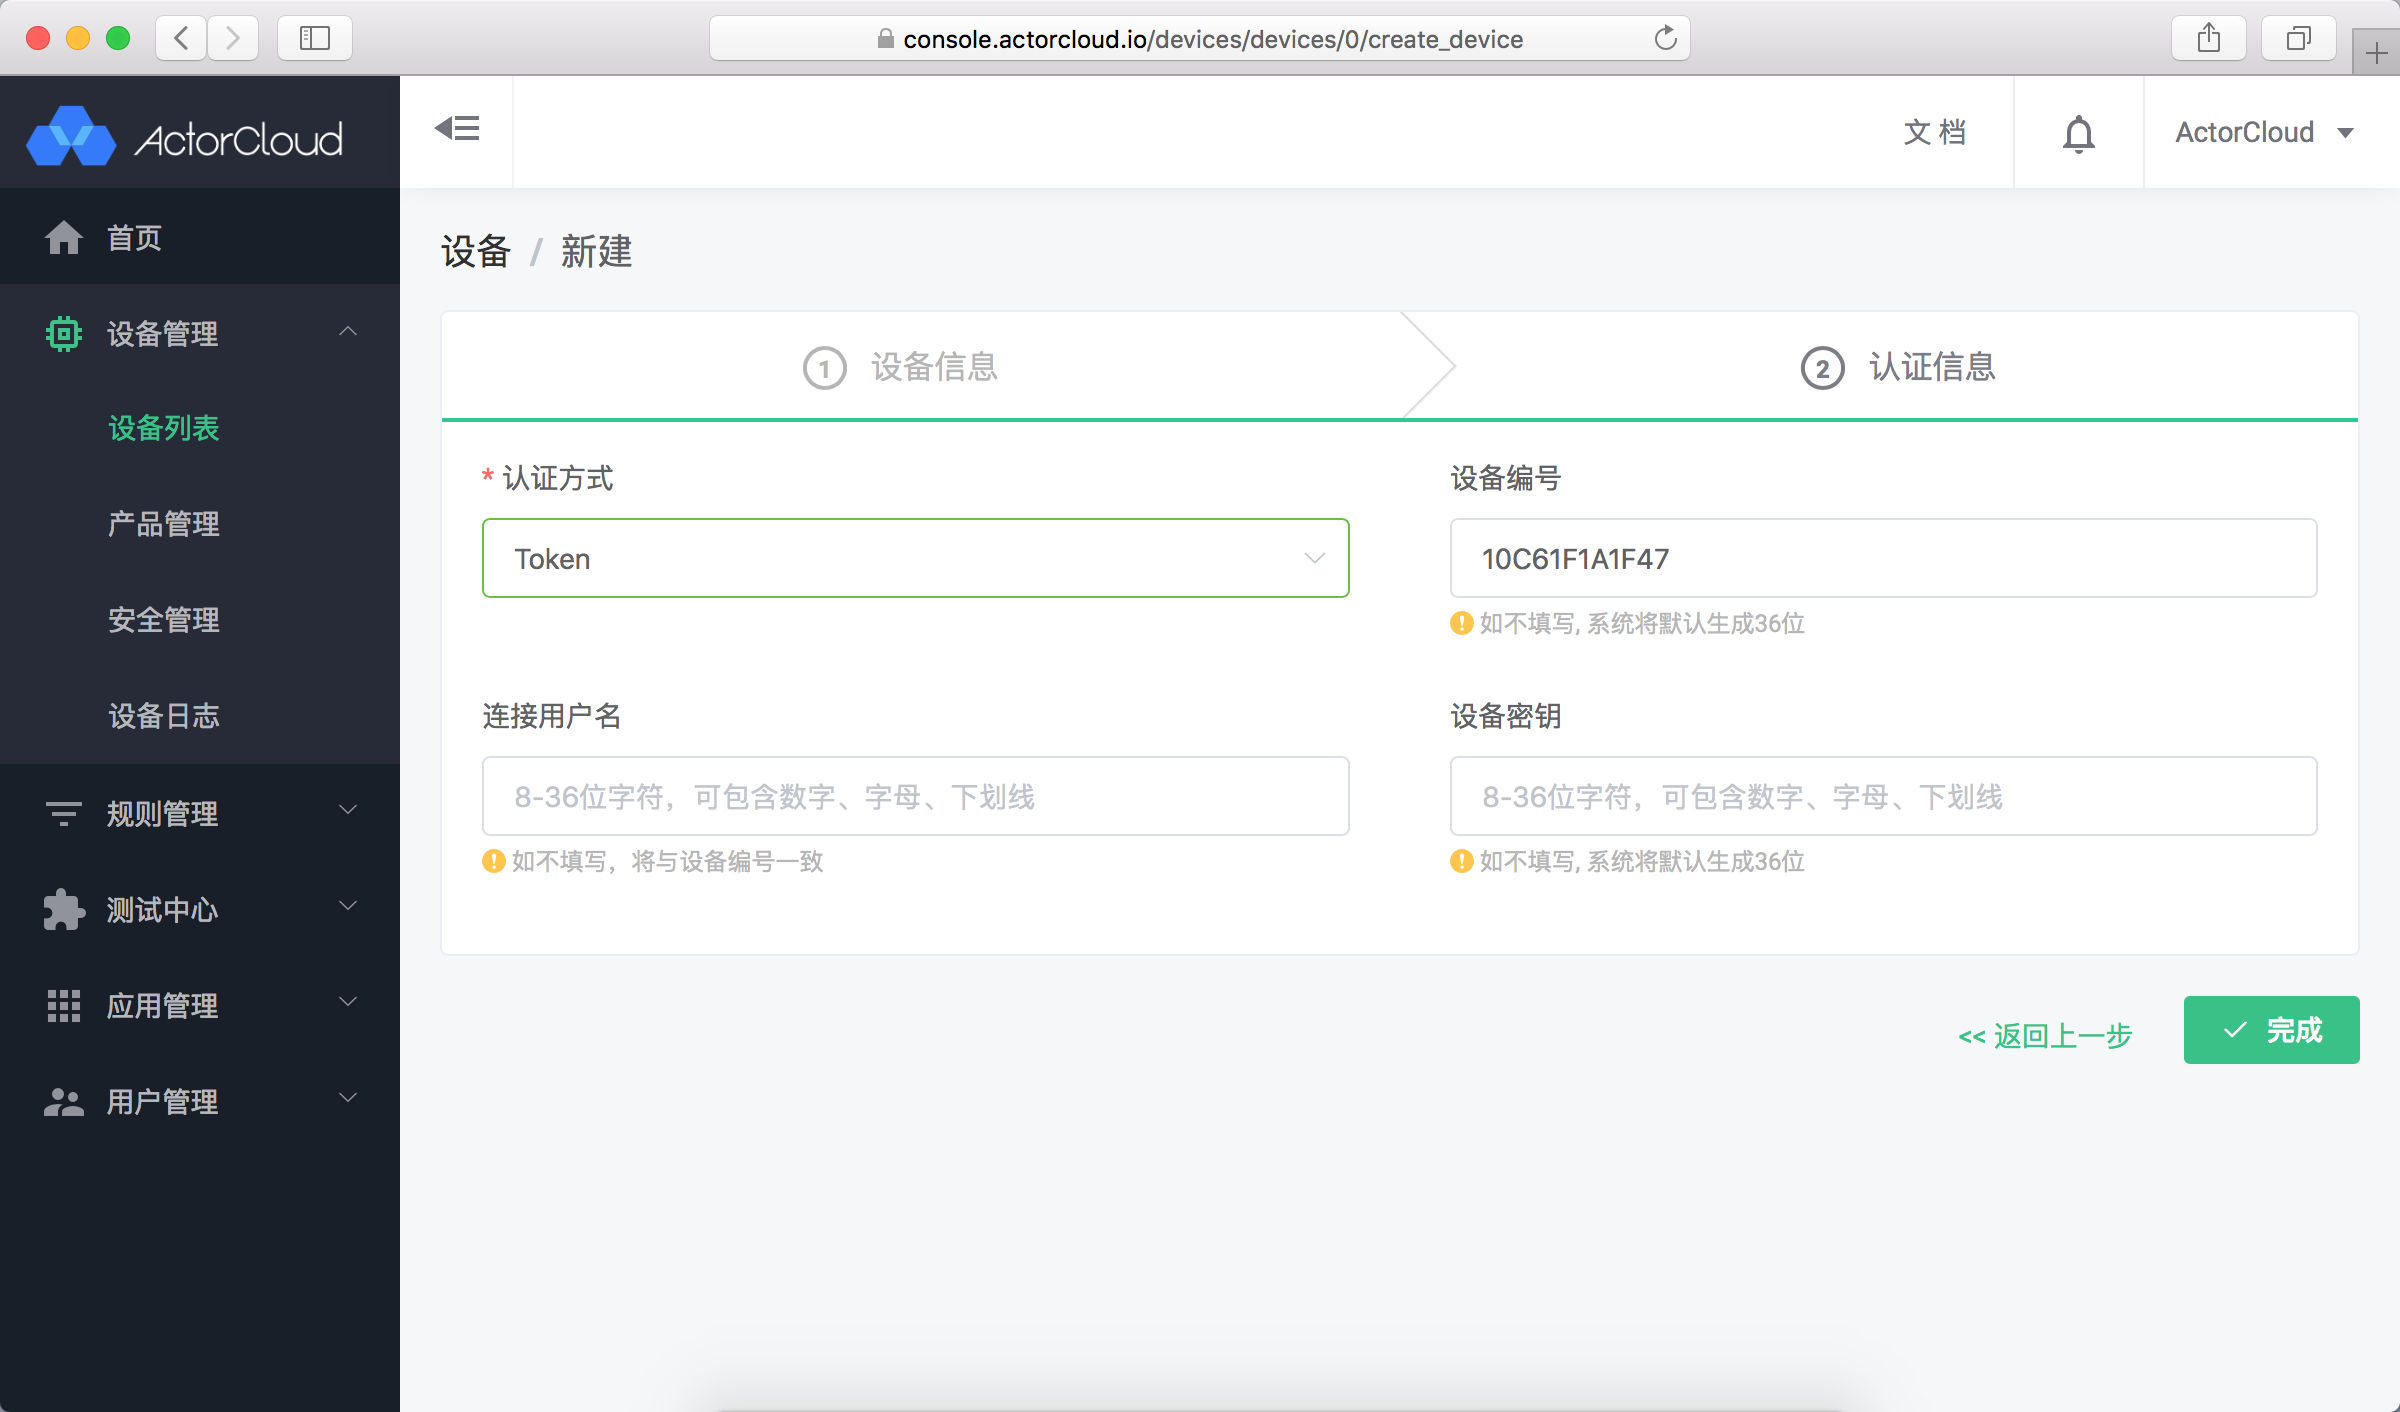 console.actorcloud.io/devices/devices/0/create_device
ActorCloud
文 档
ActorCloud
首页
设备管理
设备列表
产品管理
安全管理
设备日志
规则管理
测试中心
应用管理
用户管理
设备 / 新建
1 设备信息
2 认证信息
* 认证方式
Token
设备编号
10C61F1A1F47
如不填写, 系统将默认生成36位
连接用户名
8-36位字符，可包含数字、字母、下划线
如不填写，将与设备编号一致
设备密钥
8-36位字符，可包含数字、字母、下划线
如不填写, 系统将默认生成36位
<< 返回上一步
完成